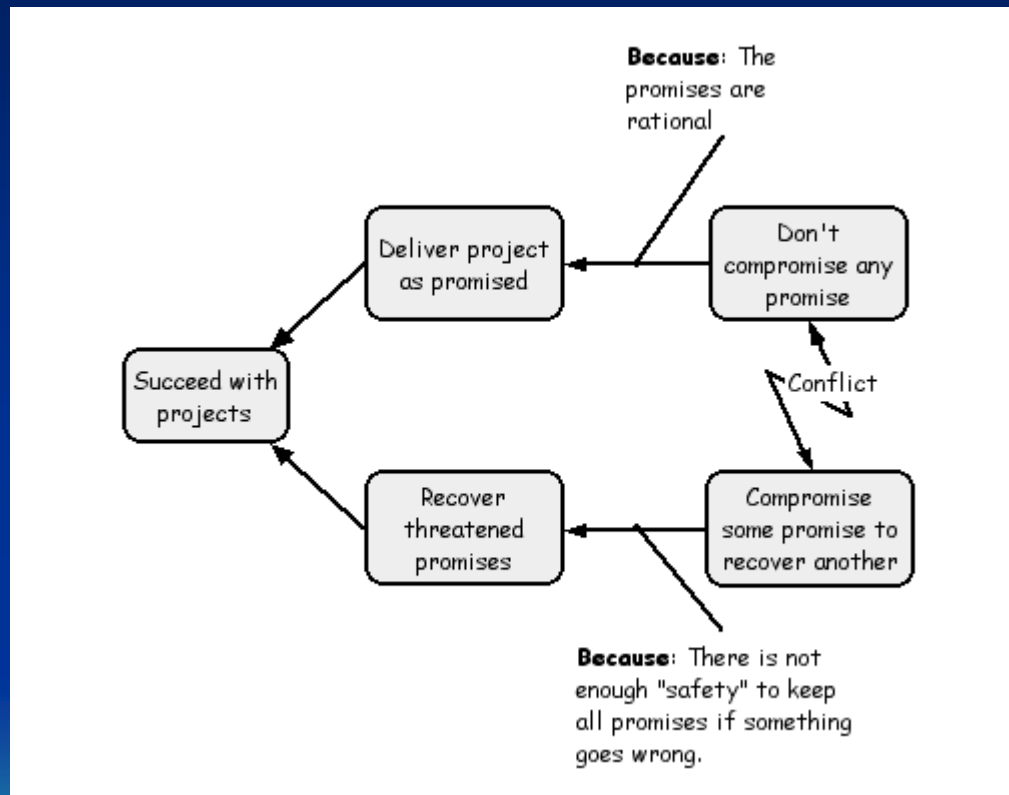 Because: The
promises are
rational
Deliver project
as promised
Don't
compromise any
promise
Succeed with
projects
Conflict
Recover
threatened
promises
Compromise
some promise to
recover another
Because: There is not
enough "safety" to keep
all promises if something
goes wrong.